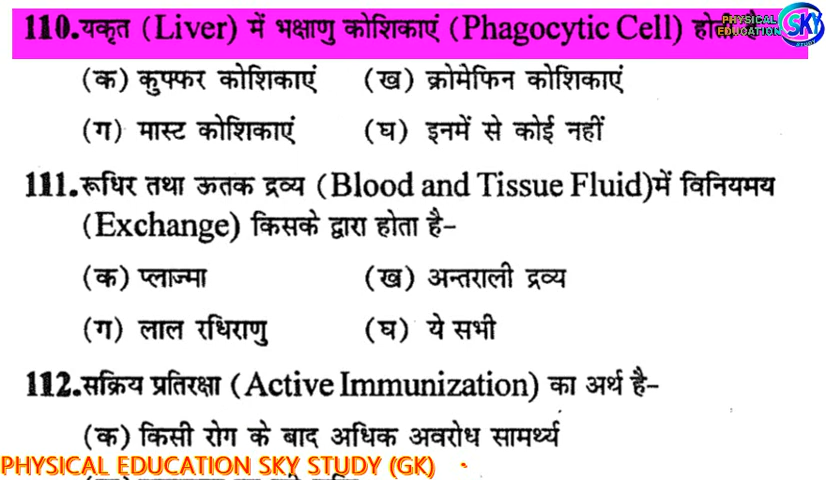 110.यकृत (Liver) में भक्षाणु कोशिकाएं (Phagocytic Cell) होती
PHYSICAL EDUCATION SKY STUDY
(क) कुफ्फर कोशिकाएं (ख) क्रोमेफिन कोशिकाएं
(ग) मास्ट कोशिकाएं (घ) इनमें से कोई नहीं
111.रूधिर तथा ऊतक द्रव्य (Blood and Tissue Fluid)में विनियमय
(Exchange) किसके द्वारा होता है-
(क) प्लाज्मा (ख) अन्तराली द्रव्य
(ग) लाल रधिराणु (घ) ये सभी
112.सक्रिय प्रतिरक्षा (Active Immunization) का अर्थ है-
(क) किसी रोग के बाद अधिक अवरोध सामर्थ्य
PHYSICAL EDUCATION SKY STUDY (GK)